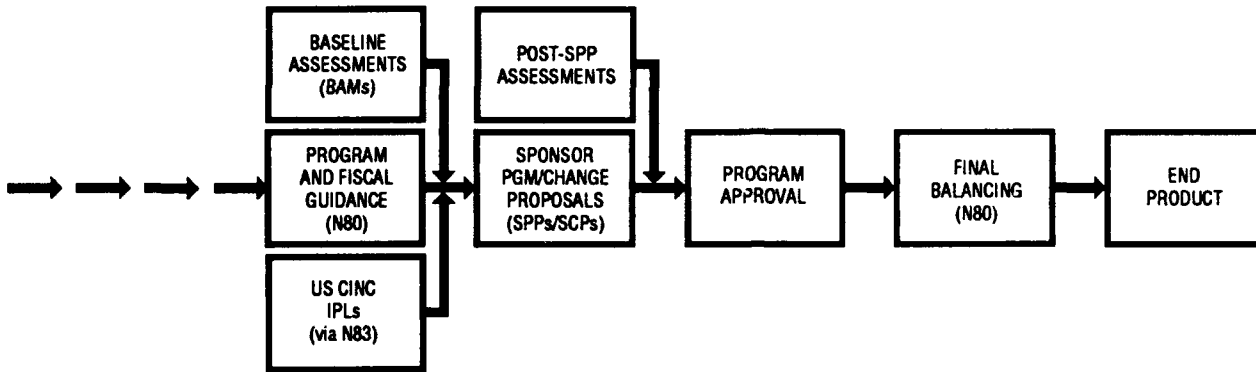 BASELINE
ASSESSMENTS
(BAMs)
POST-SPP
ASSESSMENTS
PROGRAM
AND FISCAL
GUIDANCE
(N80)
SPONSOR
PGM/CHANGE
PROPOSALS
(SPPs/SCPs)
PROGRAM
APPROVAL
FINAL
BALANCING
(N80)
END
PRODUCT
US CINC
IPLs
(via N83)